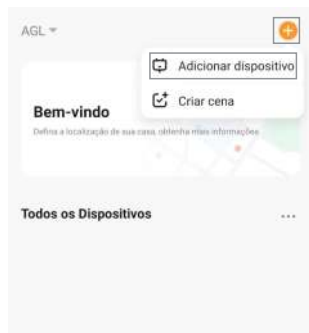 AGL
Adicionar dispositivo
Criar cena
Bem-vindo
Defina a localização de sua casa, obtenha mais informações
Todos os Dispositivos
...